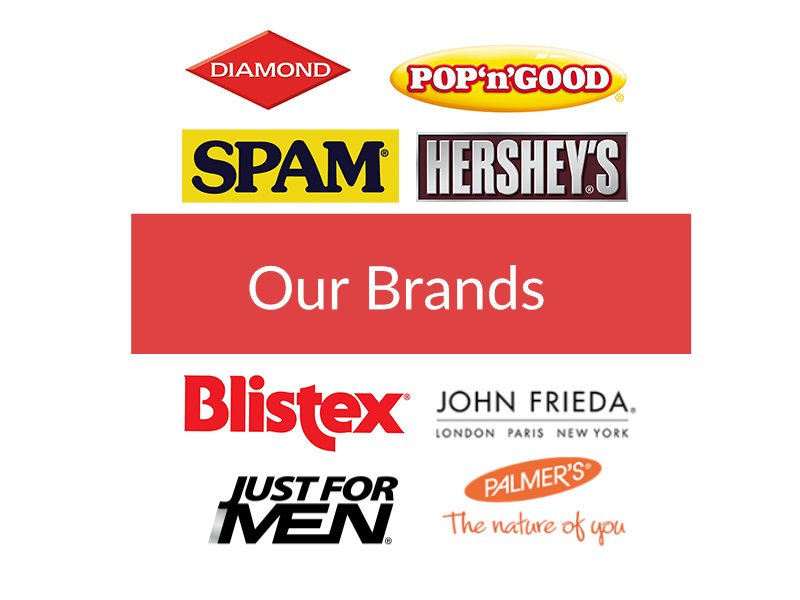 DIAMOND
POP'n'GOOD®
SPAM®
HERSHEY'S®
Our Brands
Blistex®
JOHN FRIEDA®
LONDON PARIS NEW YORK
JUST FOR
MEN®
PALMER'S®
The nature of you